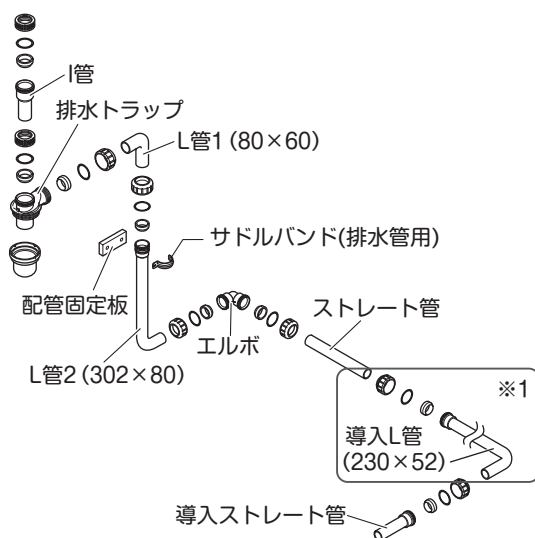 I管
排水トラップ
L管1(80×60)
サドルバンド(排水管用)
配管固定板
エルボ
ストレート管
L管2(302×80)
※1
導入L管
(230×52)
導入ストレート管